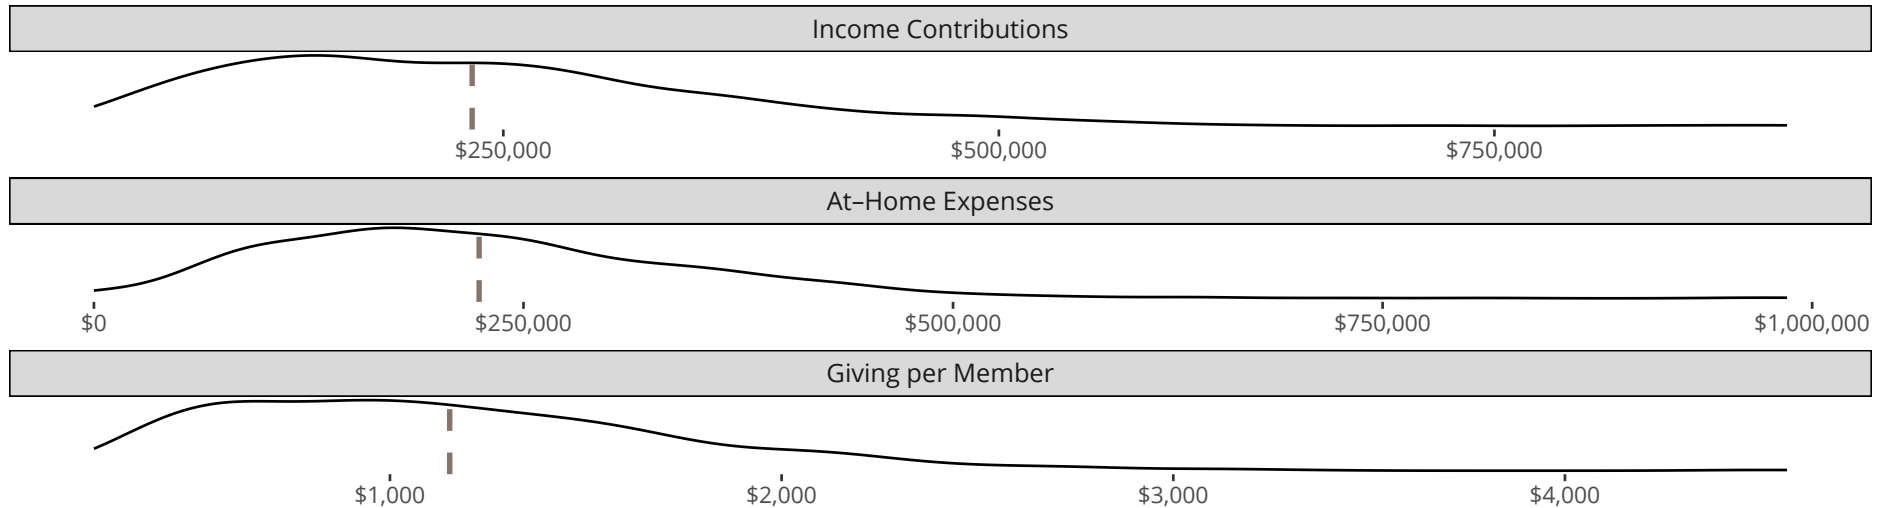 Income Contributions
$250,000 $500,000 $750,000
At–Home Expenses
$0 $250,000 $500,000 $750,000 $1,000,000
Giving per Member
$1,000 $2,000 $3,000 $4,000